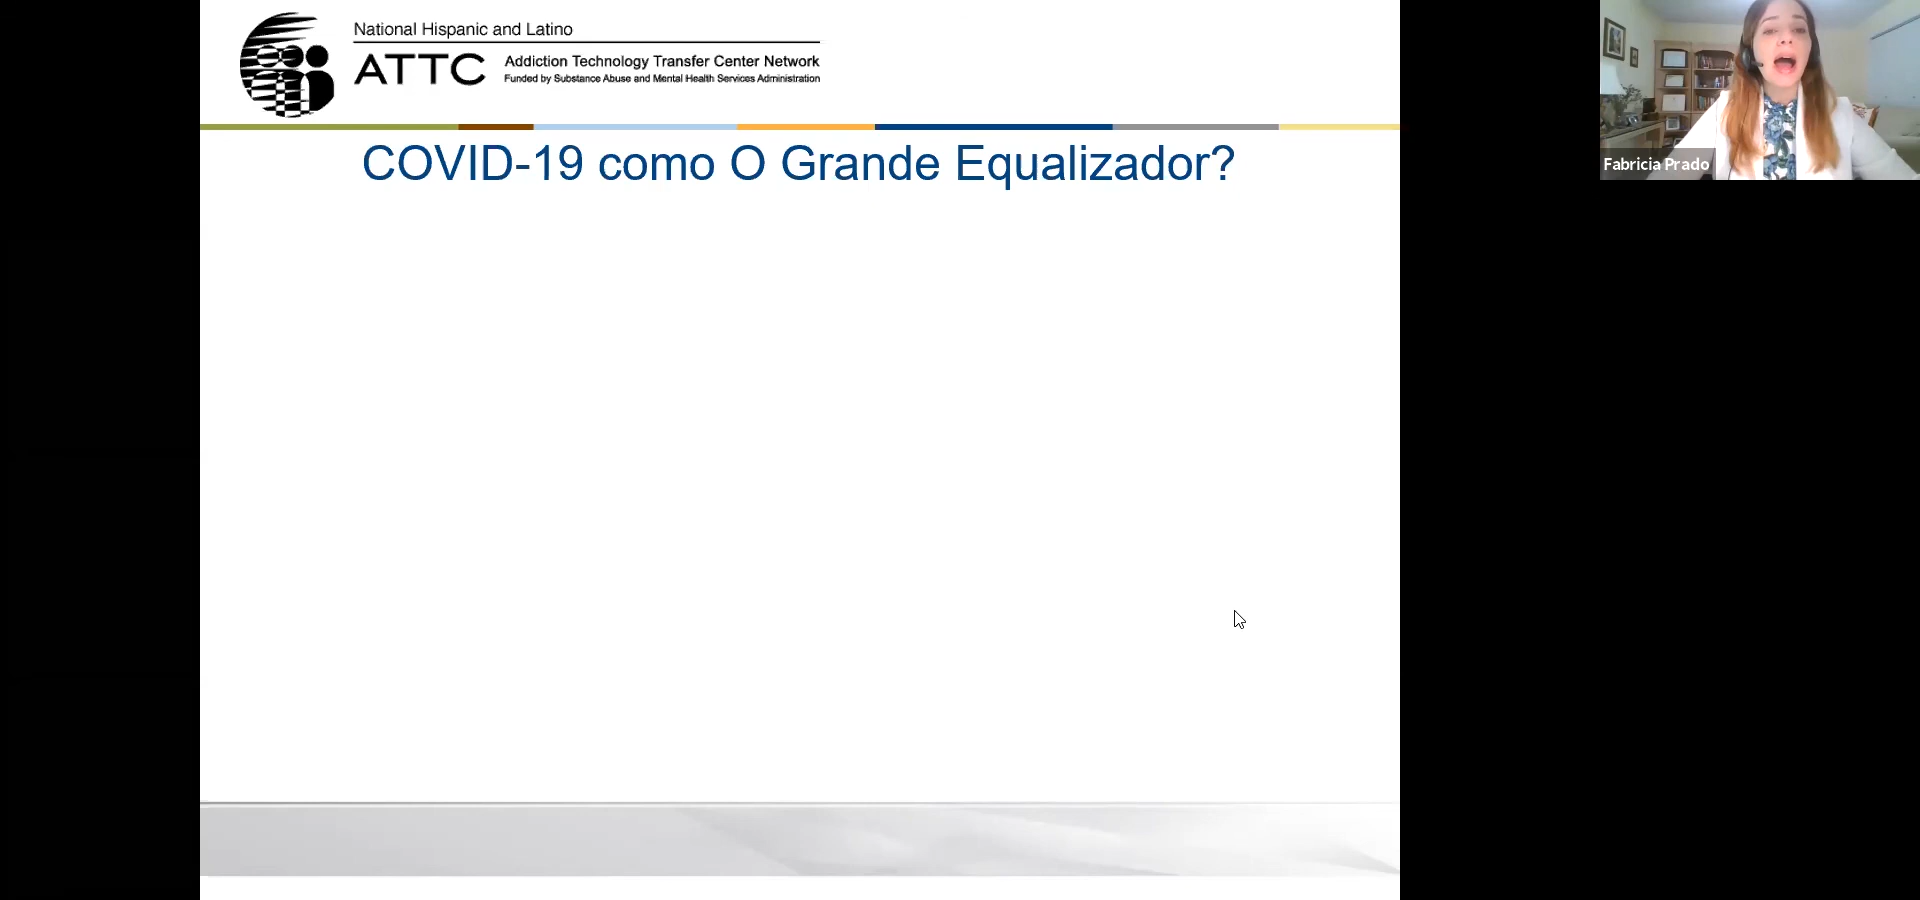 National Hispanic and Latino
ATTC
Addiction Technology Transfer Center Network
Funded by Substance Abuse and Mental Health Services Administration
COVID-19 como O Grande Equalizador?
Fabricia Prado